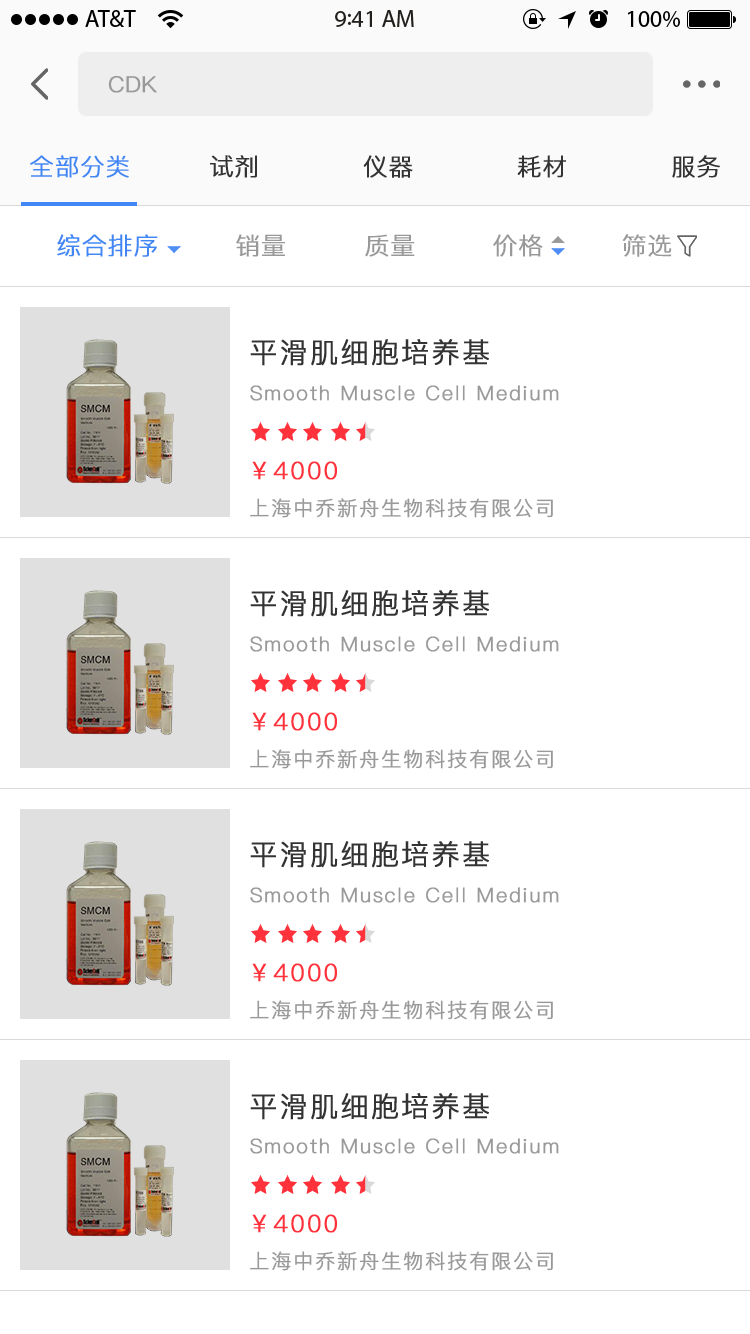 AT&T 9:41 AM 100%
CDK
全部分类 试剂 仪器 耗材 服务
综合排序 销量 质量 价格 筛选
平滑肌细胞培养基
Smooth Muscle Cell Medium
¥4000
上海中乔新舟生物科技有限公司
SMCM
ScienCell
平滑肌细胞培养基
Smooth Muscle Cell Medium
¥4000
上海中乔新舟生物科技有限公司
SMCM
ScienCell
平滑肌细胞培养基
Smooth Muscle Cell Medium
¥4000
上海中乔新舟生物科技有限公司
SMCM
ScienCell
平滑肌细胞培养基
Smooth Muscle Cell Medium
¥4000
上海中乔新舟生物科技有限公司
SMCM
ScienCell